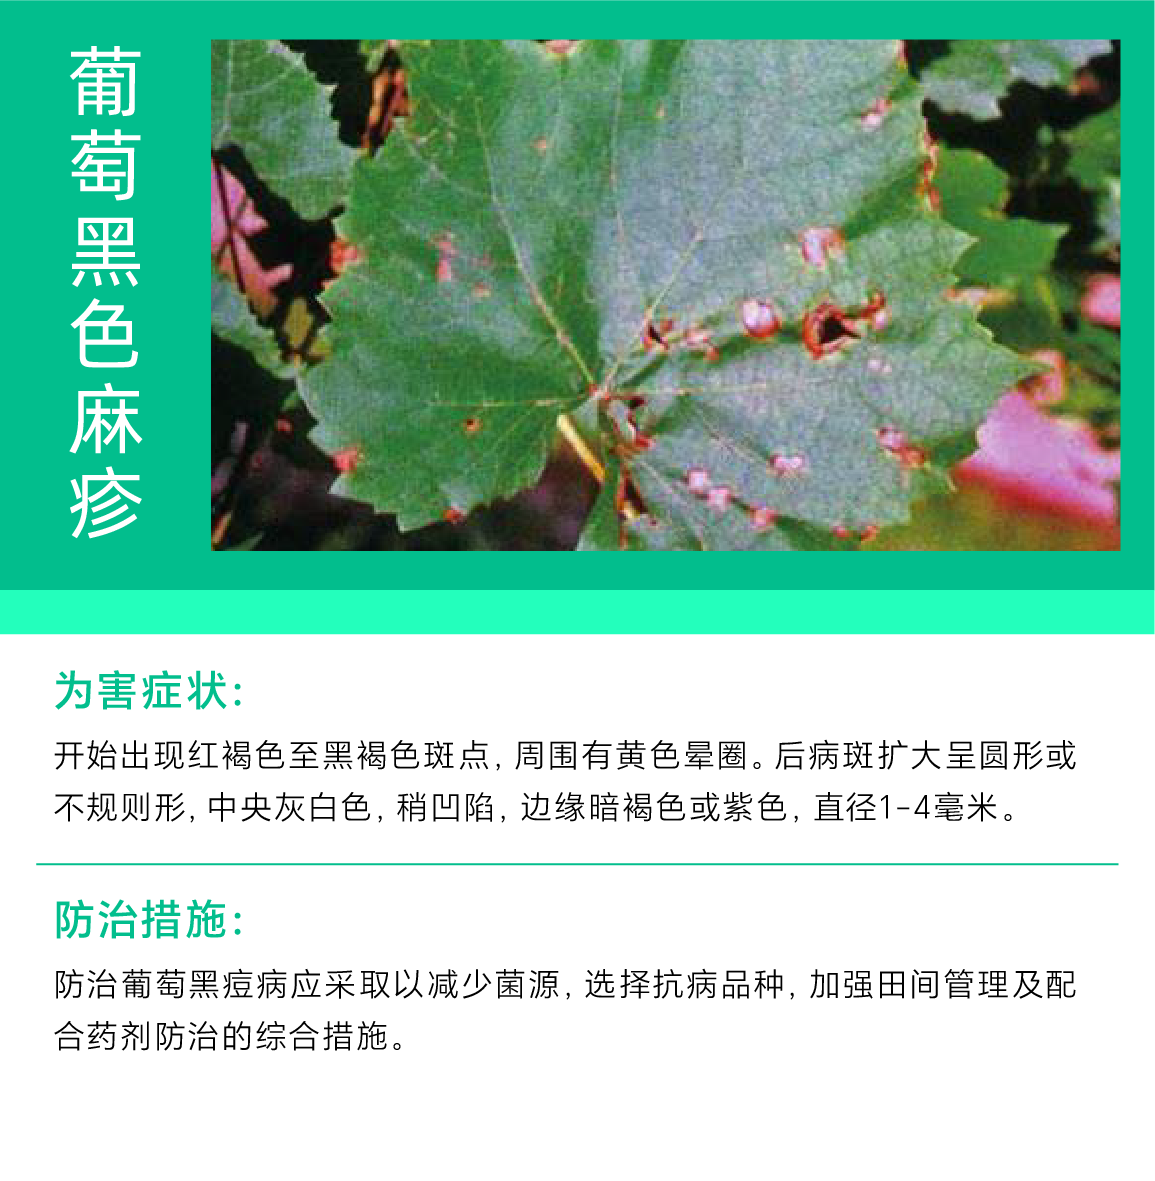 葡萄黑色麻疹
为害症状:
开始出现红褐色至黑褐色斑点, 周围有黄色晕圈。后病斑扩大呈圆形或
不规则形, 中央灰白色, 稍凹陷, 边缘暗褐色或紫色, 直径1-4毫米。
防治措施:
防治葡萄黑痘病应采取以减少菌源, 选择抗病品种, 加强田间管理及配
合药剂防治的综合措施。